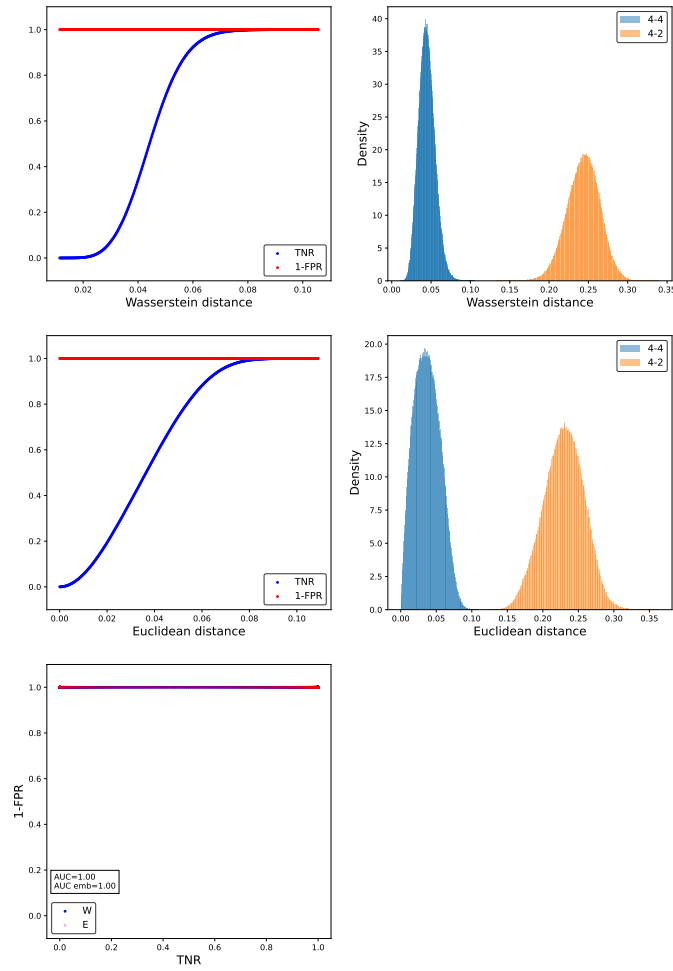 1.0
0.8
0.6
0.4
0.2
0.0
TNR
1-FPR
0.02 0.04 0.06 0.08 0.10
Wasserstein distance
40
35
30
25
20
15
10
5
0
Density
4-4
4-2
0.00 0.05 0.10 0.15 0.20 0.25 0.30 0.35
Wasserstein distance
1.0
0.8
0.6
0.4
0.2
0.0
TNR
1-FPR
0.00 0.02 0.04 0.06 0.08 0.10
Euclidean distance
20.0
17.5
15.0
12.5
10.0
7.5
5.0
2.5
0.0
Density
4-4
4-2
0.00 0.05 0.10 0.15 0.20 0.25 0.30 0.35
Euclidean distance
1.0
0.8
0.6
0.4
0.2
0.0
1-FPR
AUC=1.00
AUC emb=1.00
W
E
0.0 0.2 0.4 0.6 0.8 1.0
TNR